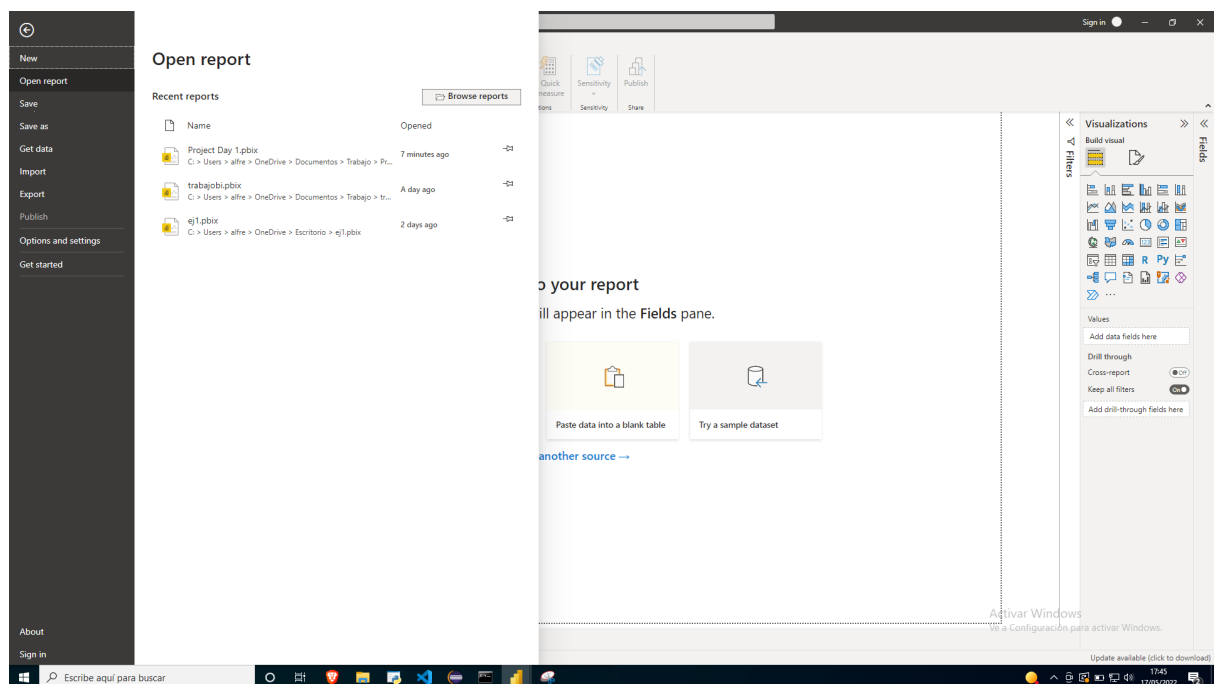 Sign in
New
Open report
Save
Save as
Get data
Import
Export
Publish
Options and settings
Get started
About
Sign in
Open report
Recent reports
Browse reports
Name Opened
Project Day 1.pbix
C: > Users > alfre > OneDrive > Documentos > Trabajo > Pr...
7 minutes ago
trabajobi.pbix
C: > Users > alfre > OneDrive > Documentos > Trabajo > tr...
A day ago
ej1.pbix
C: > Users > alfre > OneDrive > Escritorio > ej1.pbix
2 days ago
Quick
Sensitivity
Publish
Sensitivity
Share
your report
appear in the Fields pane.
Paste data into a blank table
Try a sample dataset
another source →
Filters
Visualizations
Build visual
R Py
123
Values
Add data fields here
Drill through
Cross-report
Off
Keep all filters
On
Add drill-through fields here
Fields
Activar Windows
Ve a Configuración para activar Windows.
Update available (click to download)
Escribe aquí para buscar
17:45
17/05/2022